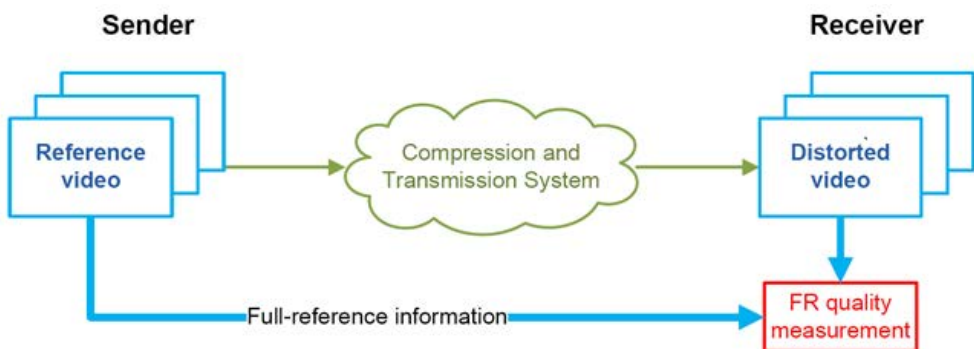 Sender
Receiver
Reference
video
Compression and
Transmission System
Distorted
video
Full-reference information
FR quality
measurement